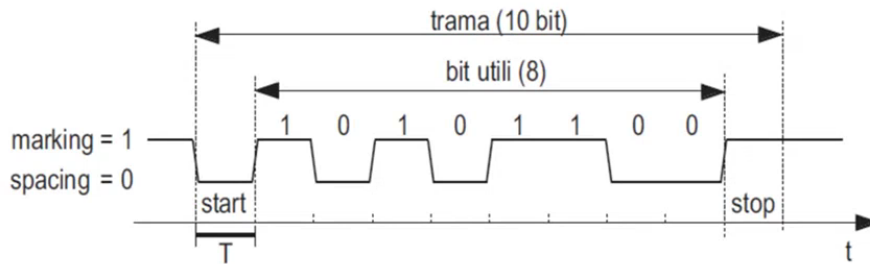 trama (10 bit)
bit utili (8)
1 0 1 0 1 1 0 0
marking = 1
spacing = 0
start stop
T t